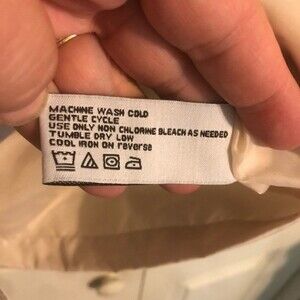 MACHINE WASH COLD
GENTLE CYCLE
USE ONLY NON CHLORINE BLEACH AS NEEDED
TUMBLE DRY LOW
COOL IRON ON reverse